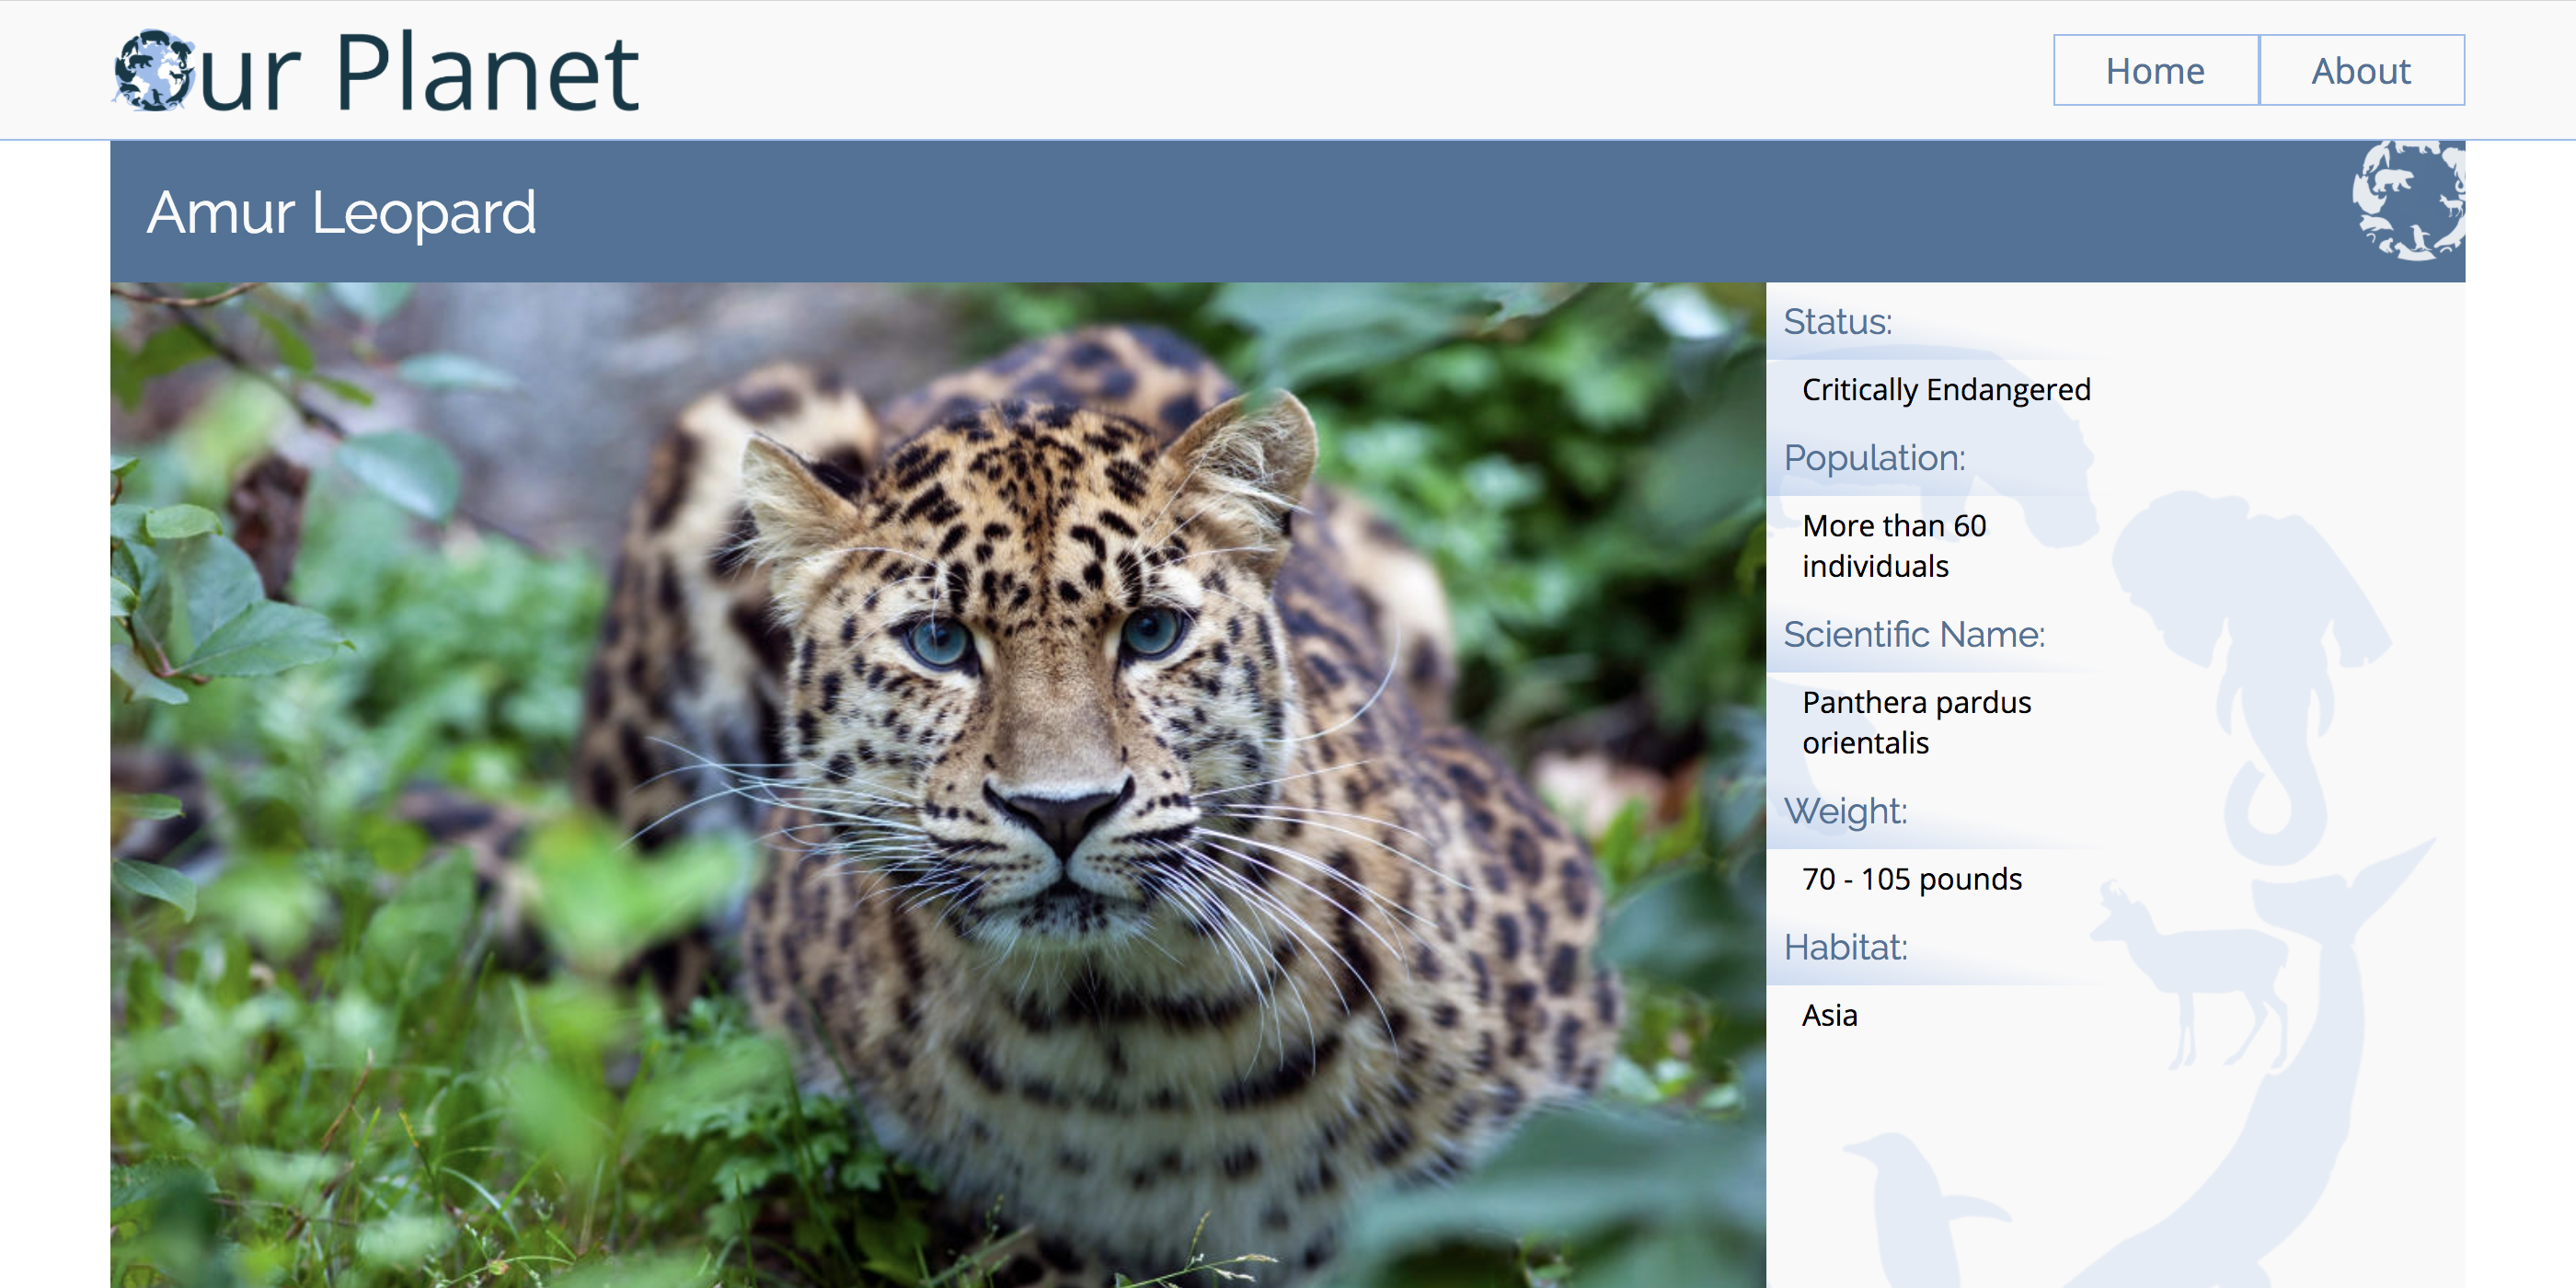 Our Planet
Home
About
Amur Leopard
Status:
Critically Endangered
Population:
More than 60
individuals
Scientific Name:
Panthera pardus
orientalis
Weight:
70 - 105 pounds
Habitat:
Asia